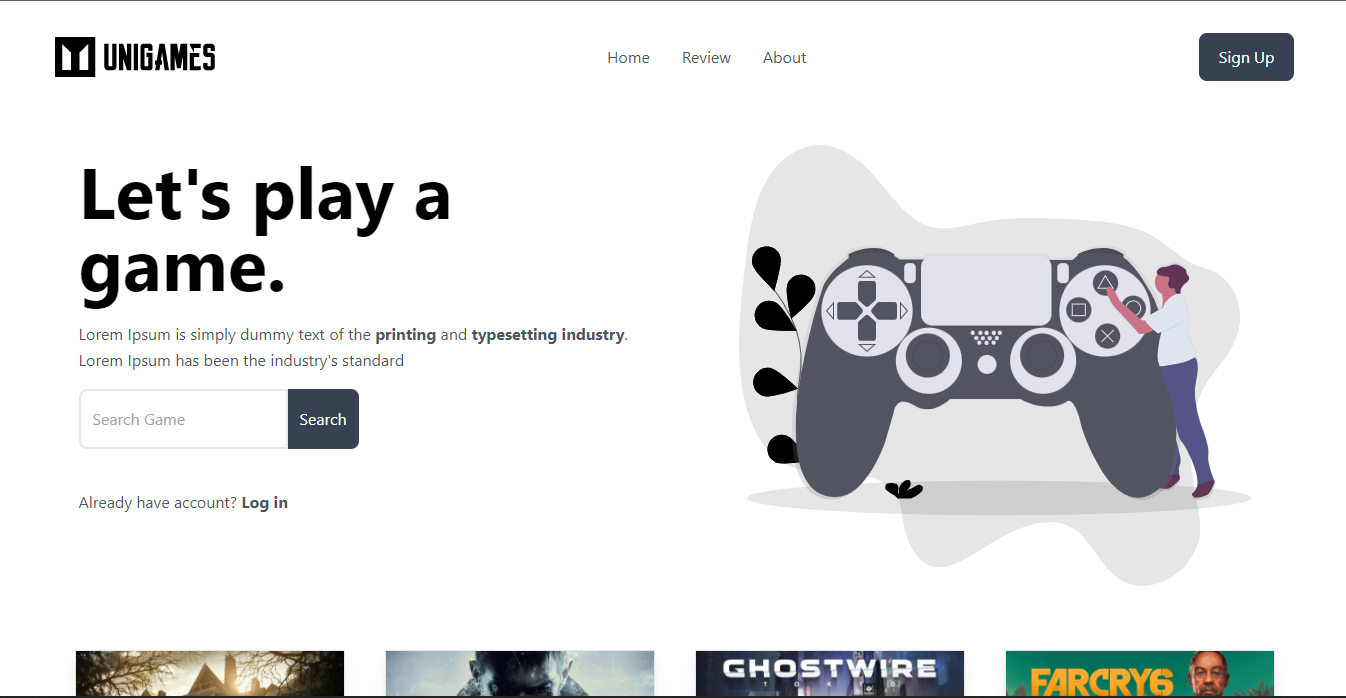 UNIGAMES
Home
Review
About
Sign Up
Let's play a
game.
Lorem Ipsum is simply dummy text of the printing and typesetting industry.
Lorem Ipsum has been the industry's standard
Search Game
Search
Already have account? Log in
GHOSTWIRE
TOKYO
FARCRY6